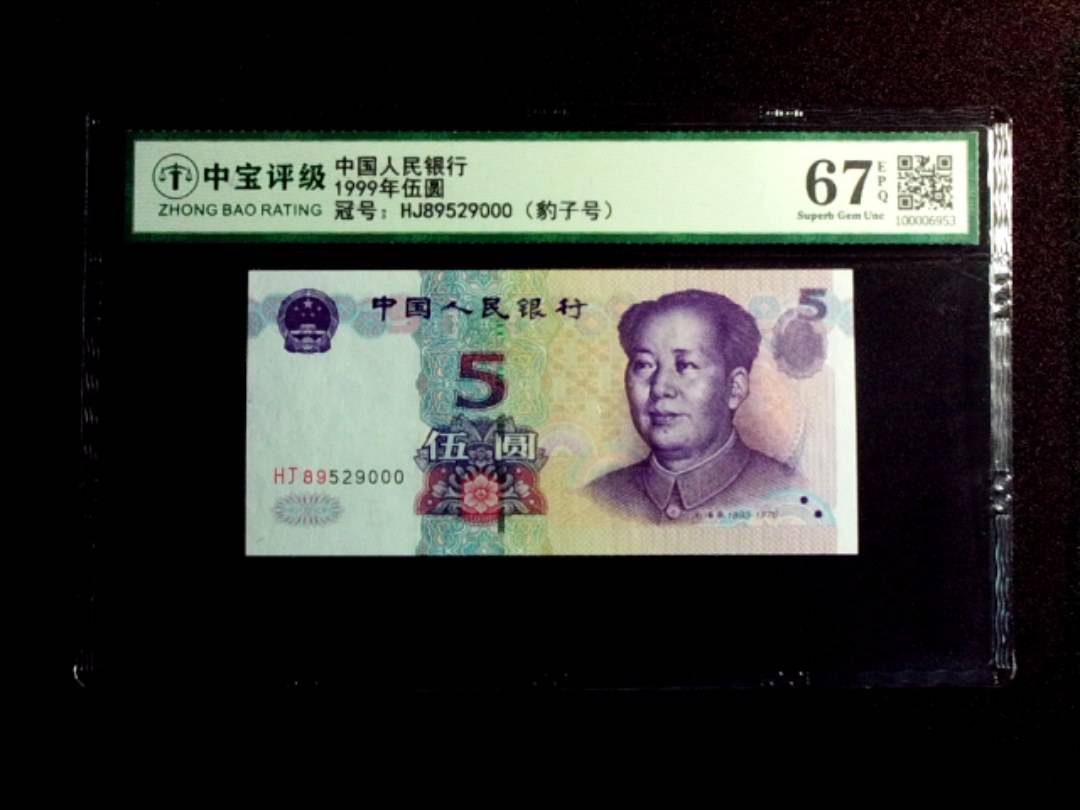 中宝评级
ZHONG BAO RATING
中国人民银行
1999年伍圆
冠号：HJ89529000（豹子号）
67
EPQ
Superb Gem Unc
100006953
中国人民银行
5
5
伍 圆
HJ89529000
1893-1976